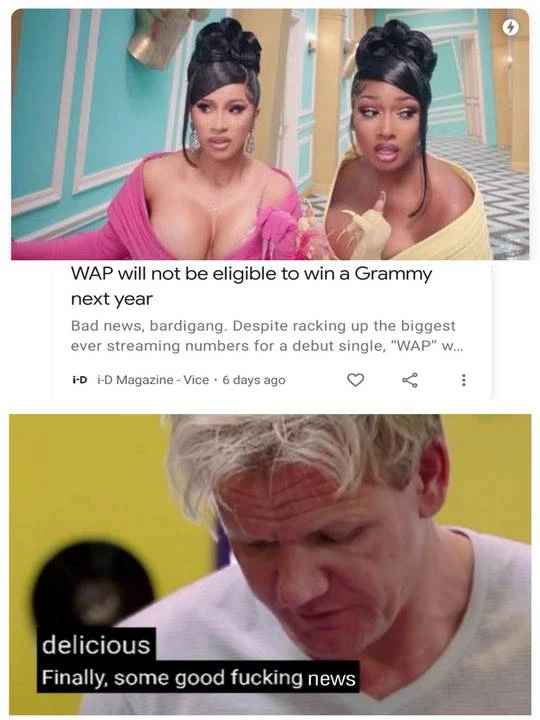 WAP will not be eligible to win a Grammy
next year
Bad news, bardigang. Despite racking up the biggest
ever streaming numbers for a debut single, “WAP” w...
i-D i-D Magazine - Vice · 6 days ago
delicious
Finally, some good fucking news